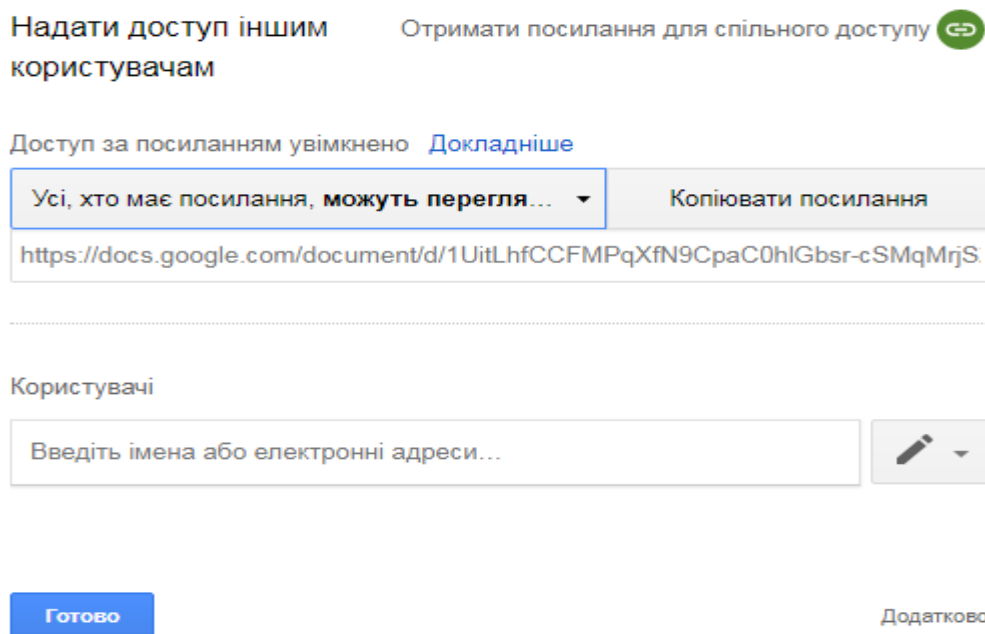 Надати доступ іншим
користувачам
Отримати посилання для спільного доступу
Доступ за посиланням увімкнено Докладніше
Усі, хто має посилання, можуть перегля... Копіювати посилання
https://docs.google.com/document/d/1UitLhfCCFMPqXfN9CpaC0hlGbsr-cSMqMrjS
Користувачі
Введіть імена або електронні адреси...
Готово Додатково